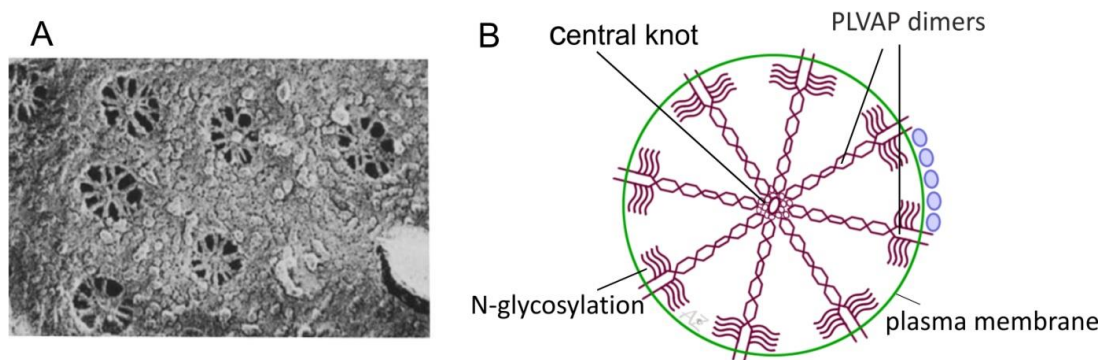 A
B
Central knot
PLVAP dimers
N-glycosylation
plasma membrane